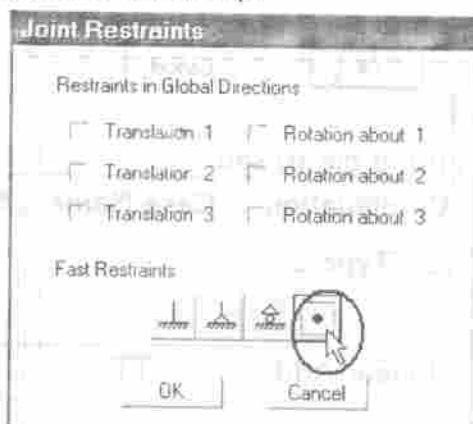 Joint Restraints
Restraints in Global Directions
Translation 1 Rotation about 1
Translation 2 Rotation about 2
Translation 3 Rotation about 3
Fast Restraints
OK Cancel